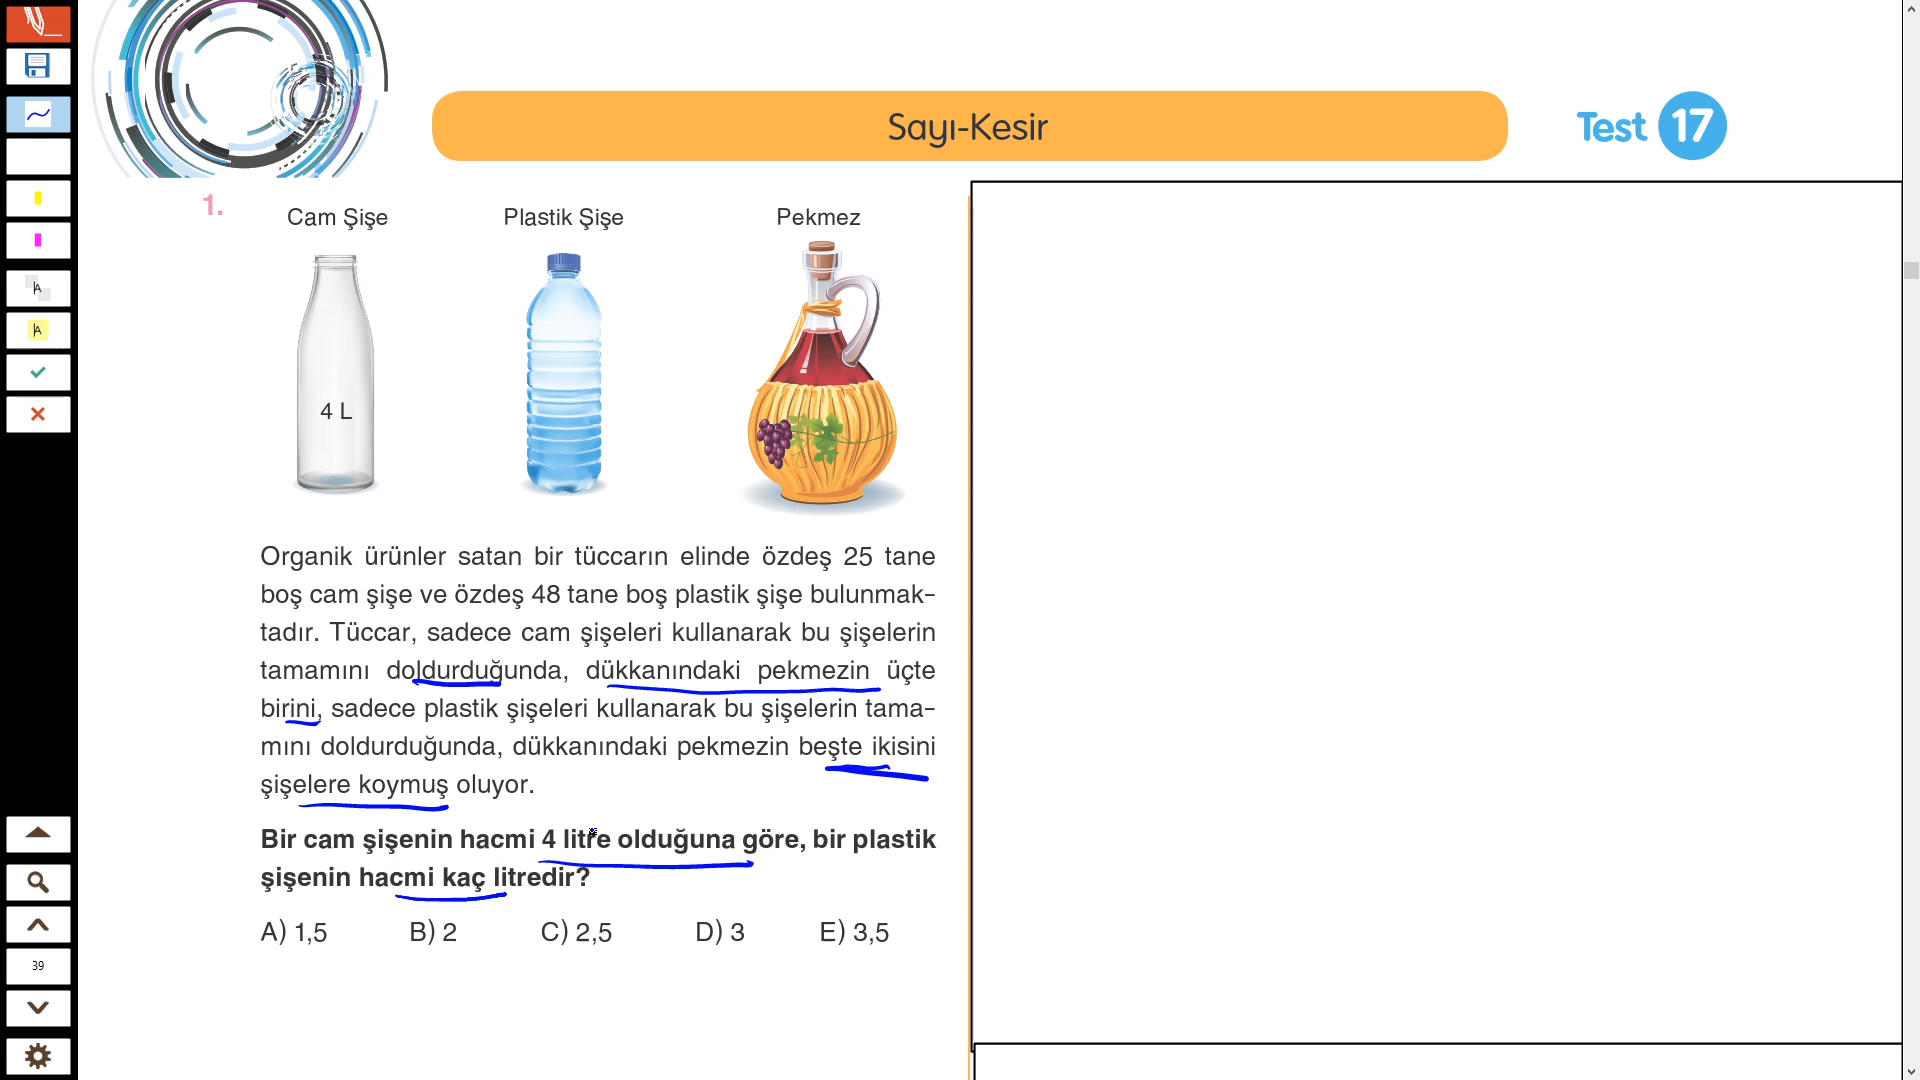 Sayı-Kesir
Test 17
1.
Cam Şişe
Plastik Şişe
Pekmez
4 L
Organik ürünler satan bir tüccarın elinde özdeş 25 tane
boş cam şişe ve özdeş 48 tane boş plastik şişe bulunmak-
tadır. Tüccar, sadece cam şişeleri kullanarak bu şişelerin
tamamını doldurduğunda, dükkanındaki pekmezin üçte
birini, sadece plastik şişeleri kullanarak bu şişelerin tama-
mını doldurduğunda, dükkanındaki pekmezin beşte ikisini
şişelere koymuş oluyor.
Bir cam şişenin hacmi 4 litre olduğuna göre, bir plastik
şişenin hacmi kaç litredir?
A) 1,5 B) 2 C) 2,5 D) 3 E) 3,5
A
A
39